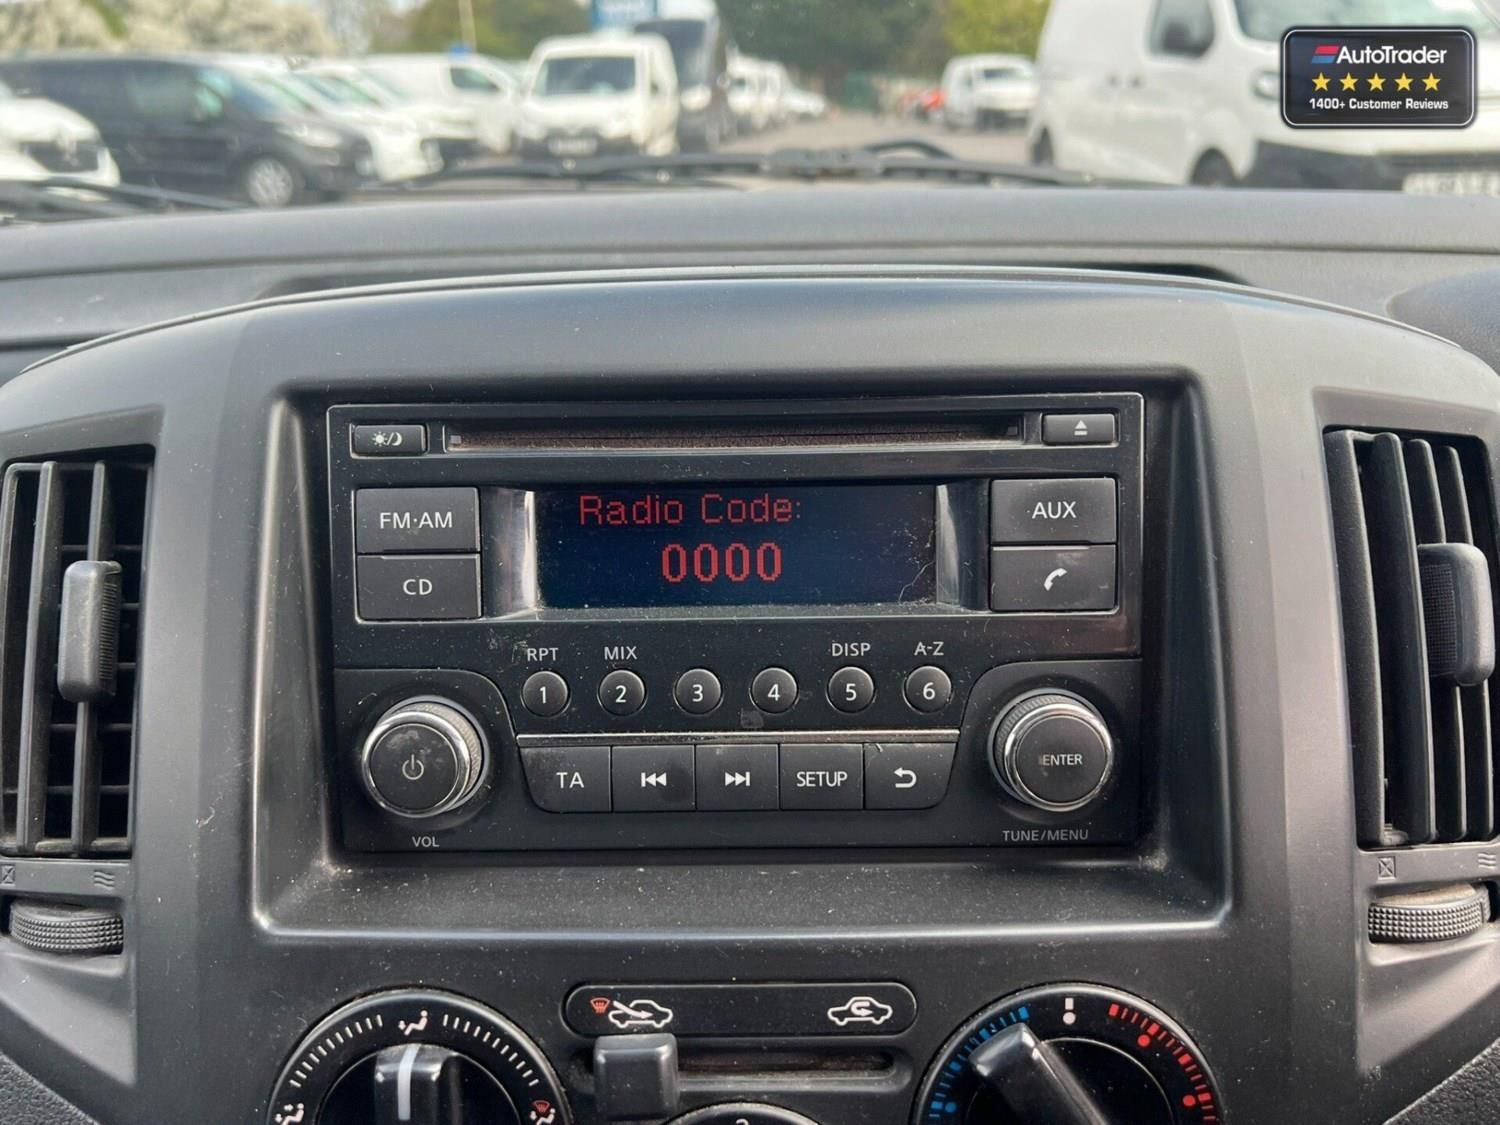 AutoTrader
1400+ Customer Reviews
FM·AM
Radio Code:
AUX
CD
0000
RPT
MIX
DISP
A-Z
1
2
3
4
5
6
TA
SETUP
ENTER
VOL
TUNE/MENU